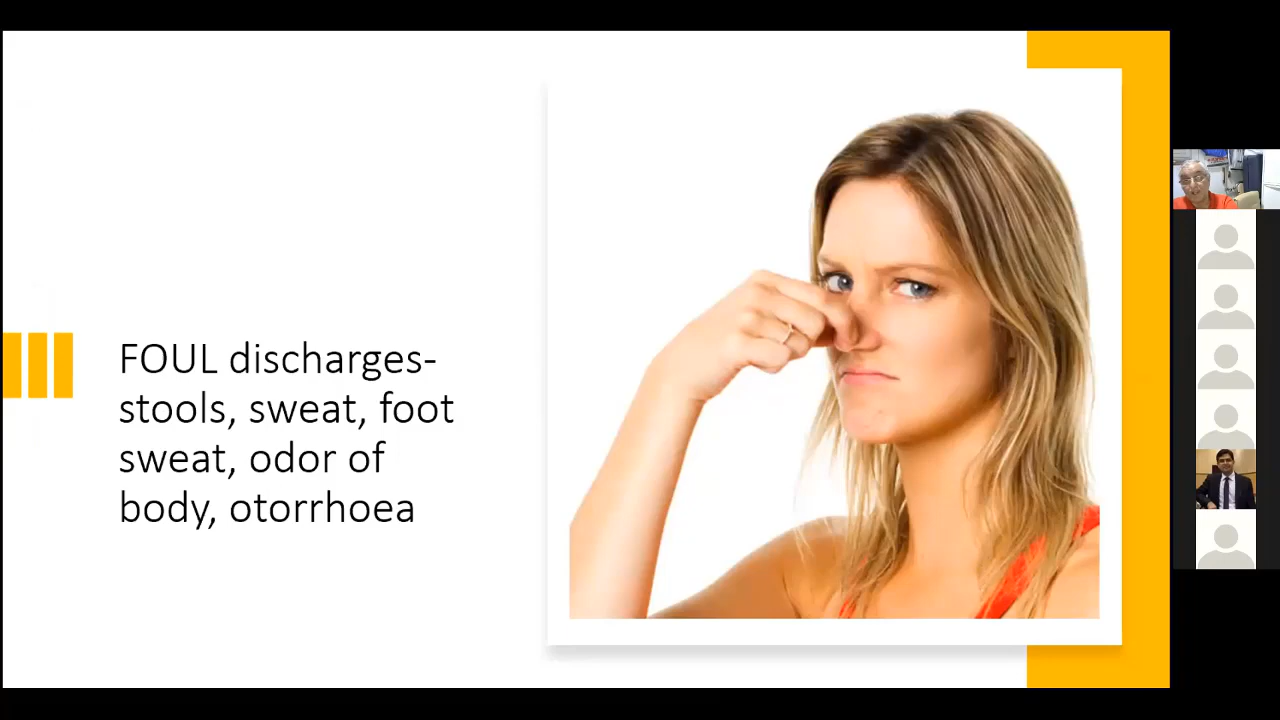 FOUL discharges-
stools, sweat, foot
sweat, odor of
body, otorrhoea